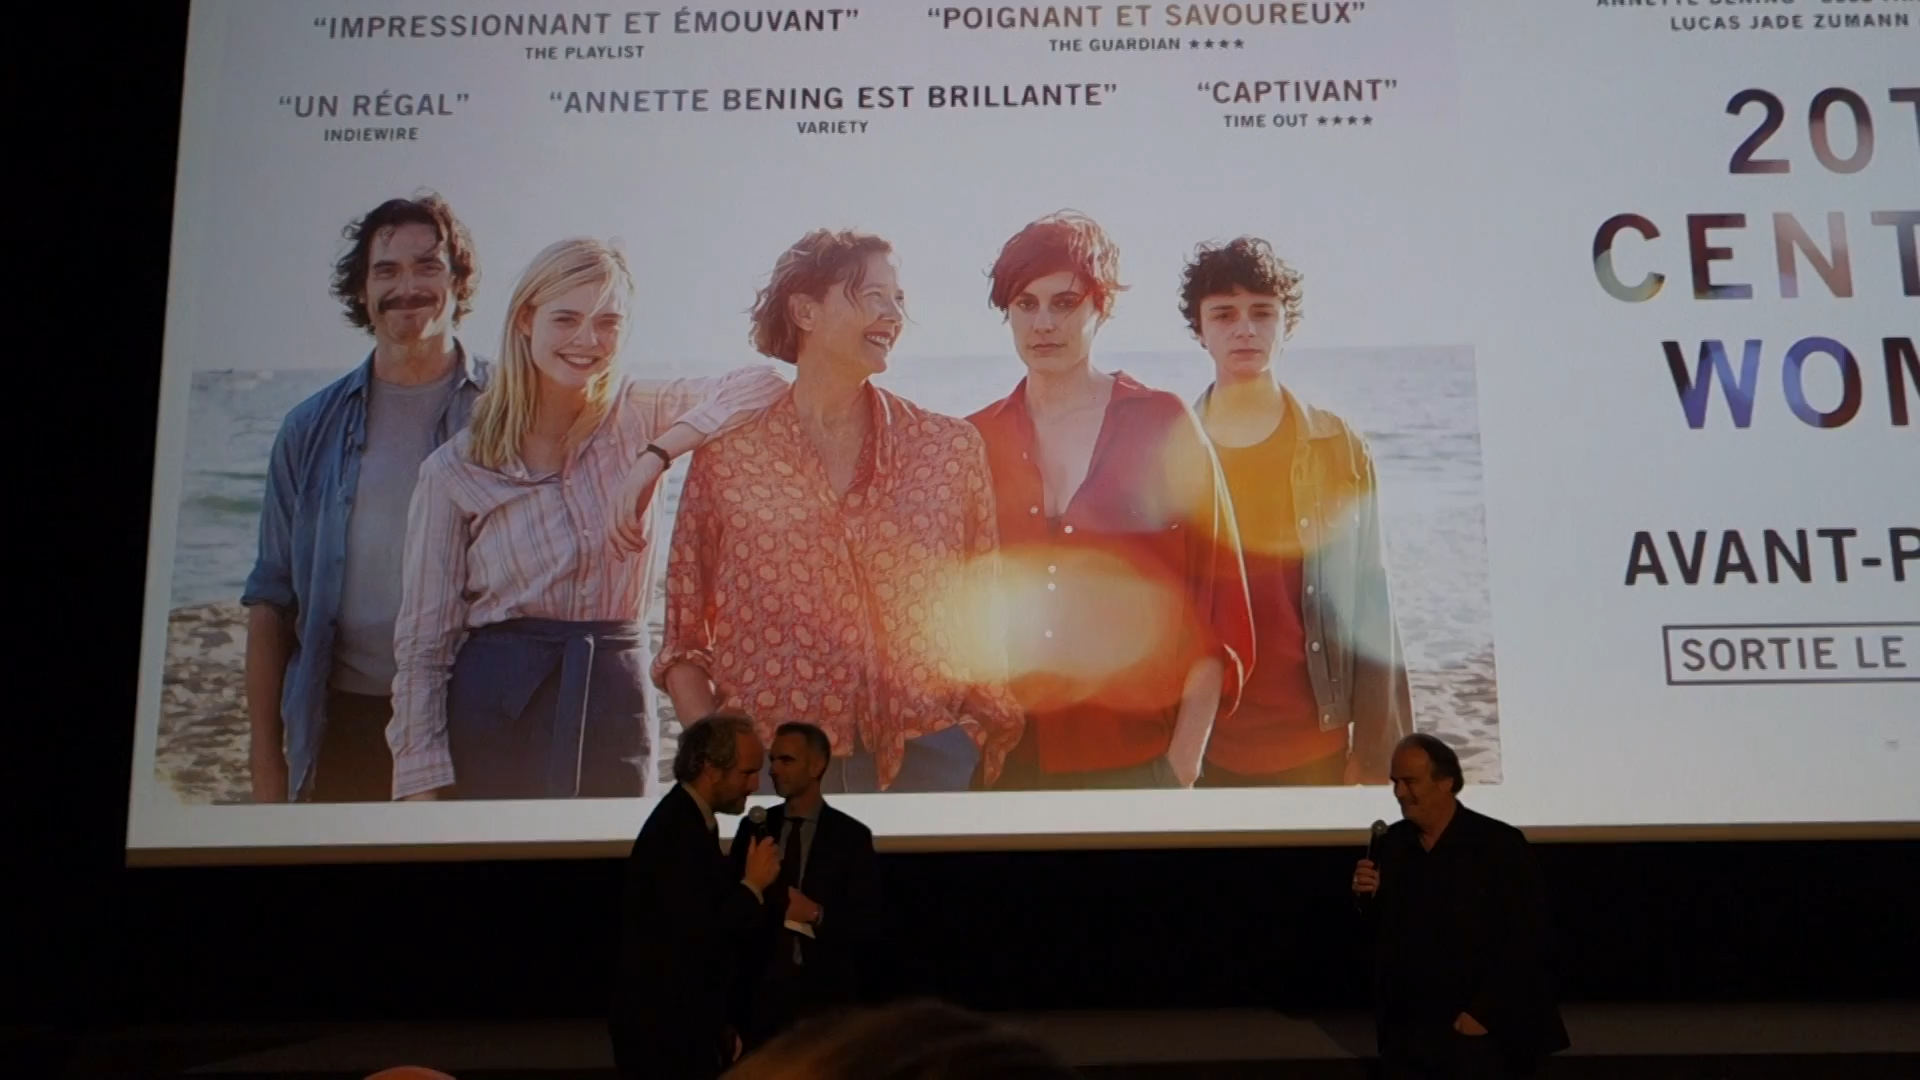 “IMPRESSIONNANT ET ÉMOUVANT”
THE PLAYLIST
“POIGNANT ET SAVOUREUX”
THE GUARDIAN ★★★★
“UN RÉGAL”
INDIEWIRE
“ANNETTE BENING EST BRILLANTE”
VARIETY
“CAPTIVANT”
TIME OUT ★★★★
LUCAS JADE ZUMANN
20T
CENT
WOM
AVANT-P
SORTIE LE